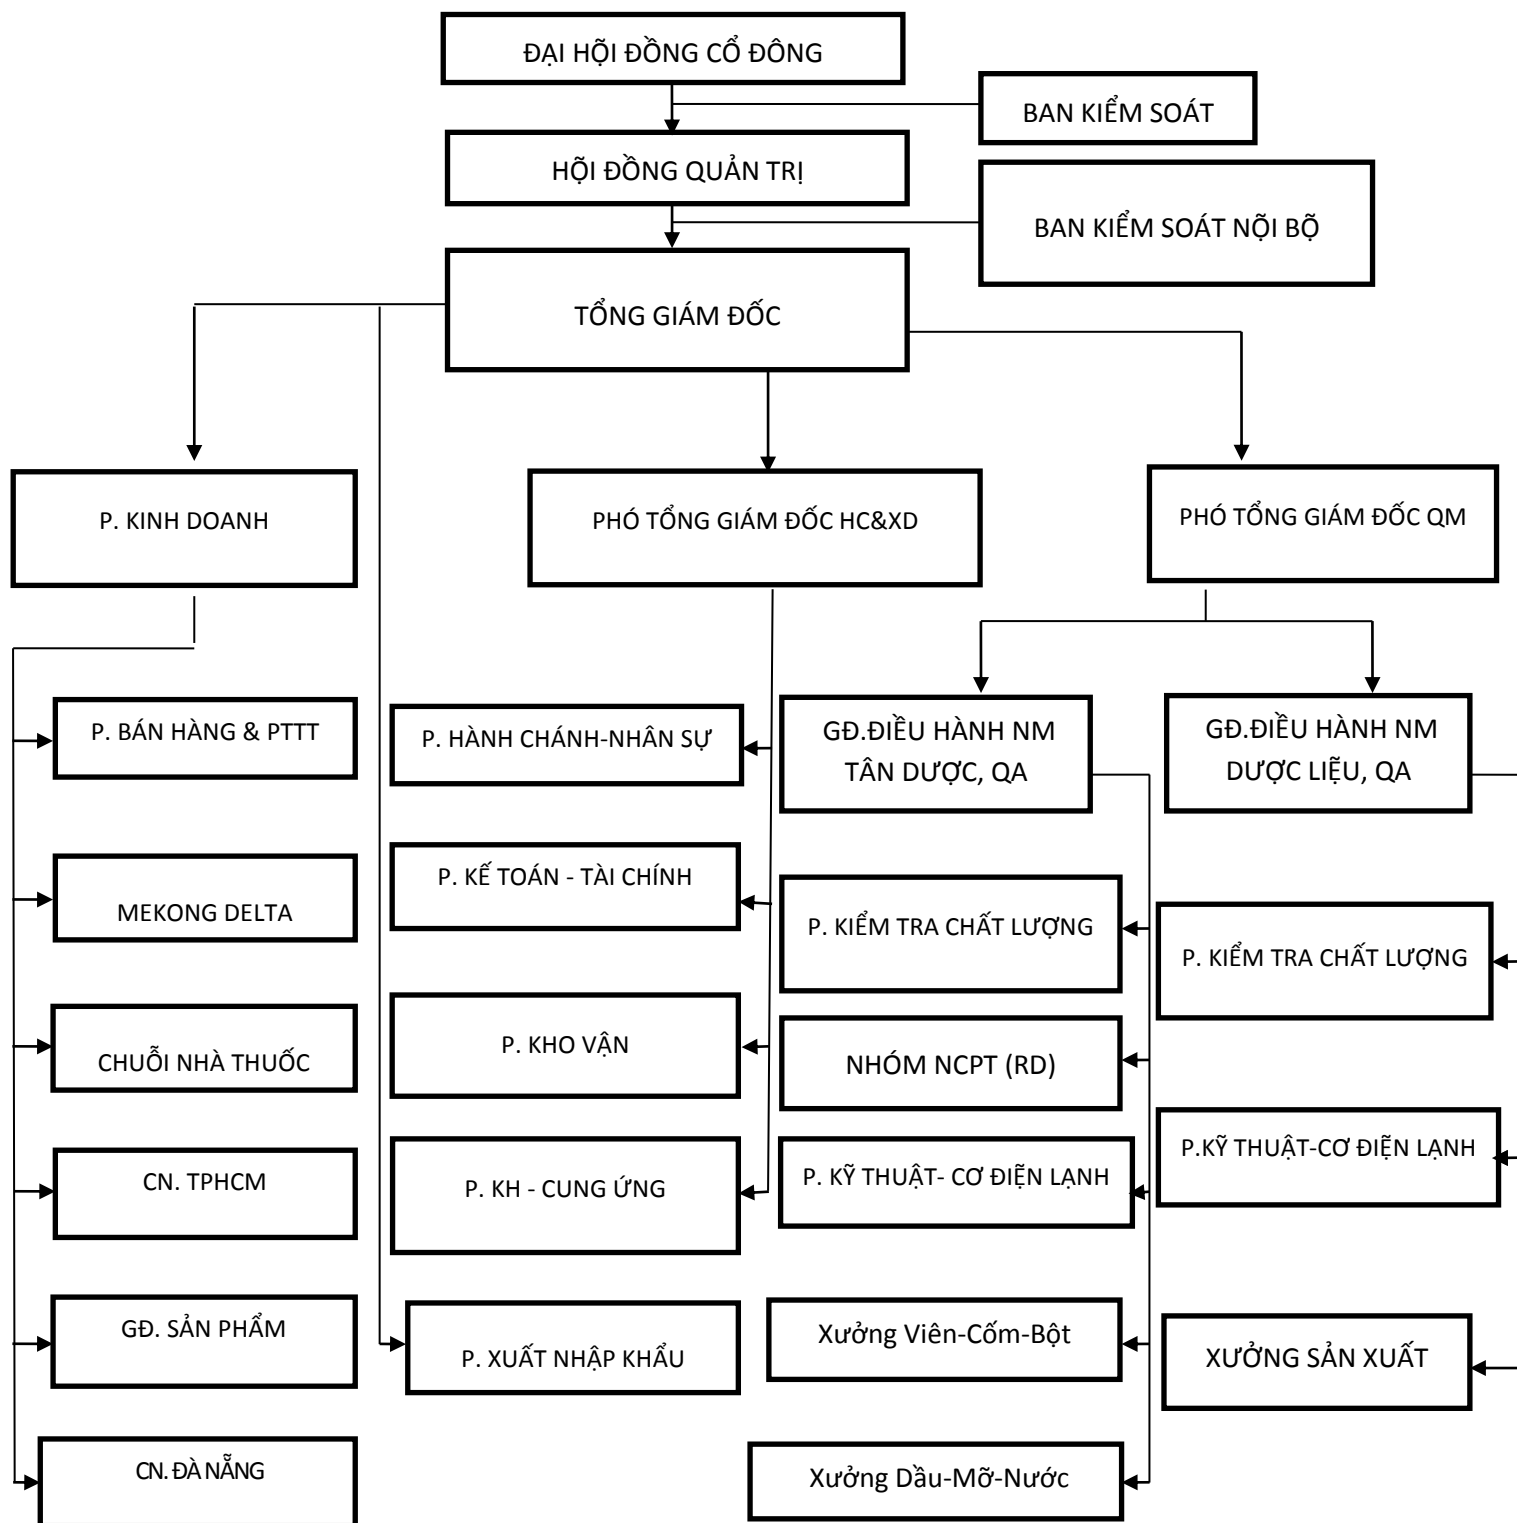 ĐẠI HỘI ĐỒNG CỔ ĐÔNG
BAN KIỂM SOÁT
HỘI ĐỒNG QUẢN TRỊ
BAN KIỂM SOÁT NỘI BỘ
TỔNG GIÁM ĐỐC
P. KINH DOANH
PHÓ TỔNG GIÁM ĐỐC HC&XD
PHÓ TỔNG GIÁM ĐỐC QM
P. BÁN HÀNG & PTTT
MEKONG DELTA
CHUỖI NHÀ THUỐC
CN. TPHCM
GĐ. SẢN PHẨM
CN. ĐÀ NẴNG
P. HÀNH CHÁNH-NHÂN SỰ
P. KẾ TOÁN - TÀI CHÍNH
P. KHO VẬN
P. KH - CUNG ỨNG
P. XUẤT NHẬP KHẨU
GĐ.ĐIỀU HÀNH NM
TÂN DƯỢC, QA
P. KIỂM TRA CHẤT LƯỢNG
NHÓM NCPT (RD)
P. KỸ THUẬT- CƠ ĐIỆN LẠNH
Xưởng Viên-Cốm-Bột
Xưởng Dầu-Mỡ-Nước
GĐ.ĐIỀU HÀNH NM
DƯỢC LIỆU, QA
P. KIỂM TRA CHẤT LƯỢNG
P.KỸ THUẬT-CƠ ĐIỆN LẠNH
XƯỞNG SẢN XUẤT